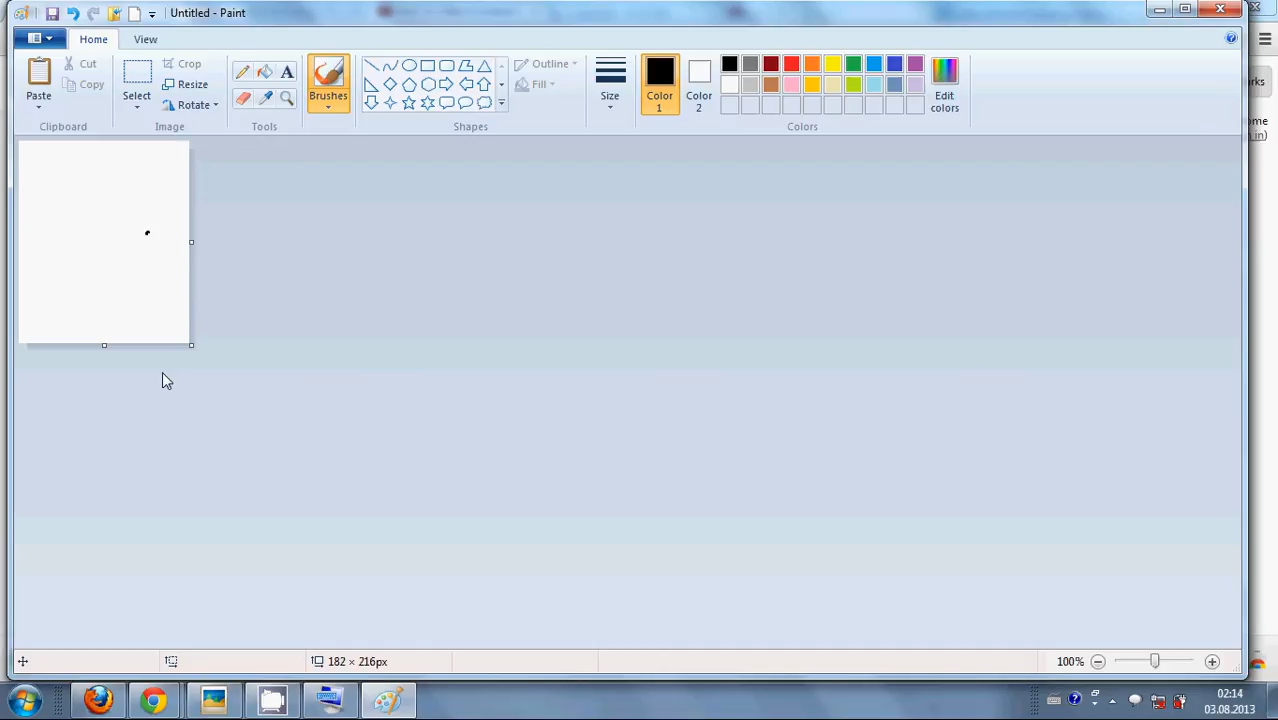 Untitled - Paint
Home
View
Paste
Cut
Copy
Clipboard
Select
Crop
Resize
Rotate
Image
A
Tools
Brushes
Outline
Fill
Shapes
Size
Color
1
Color
2
Edit
colors
Colors
182 × 216px
100%
02:14
03.08.2013